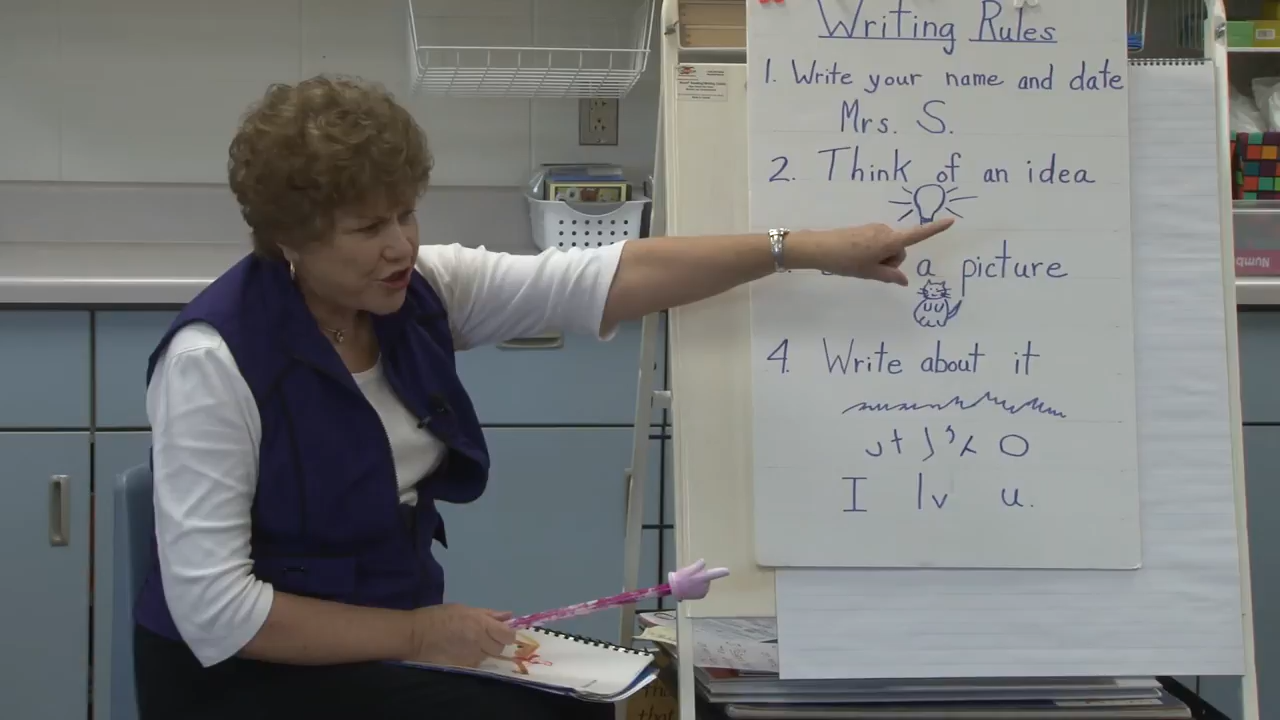 Writing Rules
1. Write your name and date
Mrs. S.
2. Think of an idea
a picture
4. Write about it
I lv u.